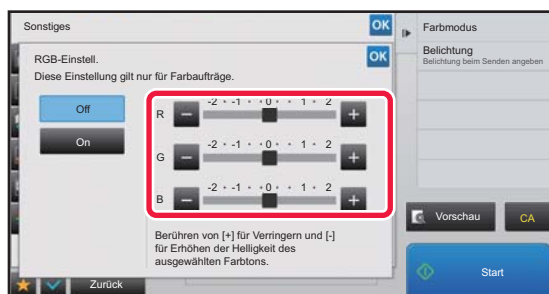 Sonstiges
OK
RGB-Einstell.
OK
Diese Einstellung gilt nur für Farbaufträge.
Off
On
R - -2 -1 0 1 2 +
G - -2 -1 0 1 2 +
B - -2 -1 0 1 2 +
Berühren von [+] für Verringern und [-]
für Erhöhen der Helligkeit des
ausgewählten Farbtons.
Zurück
Farbmodus
Belichtung
Belichtung beim Senden angeben
Vorschau
CA
Start